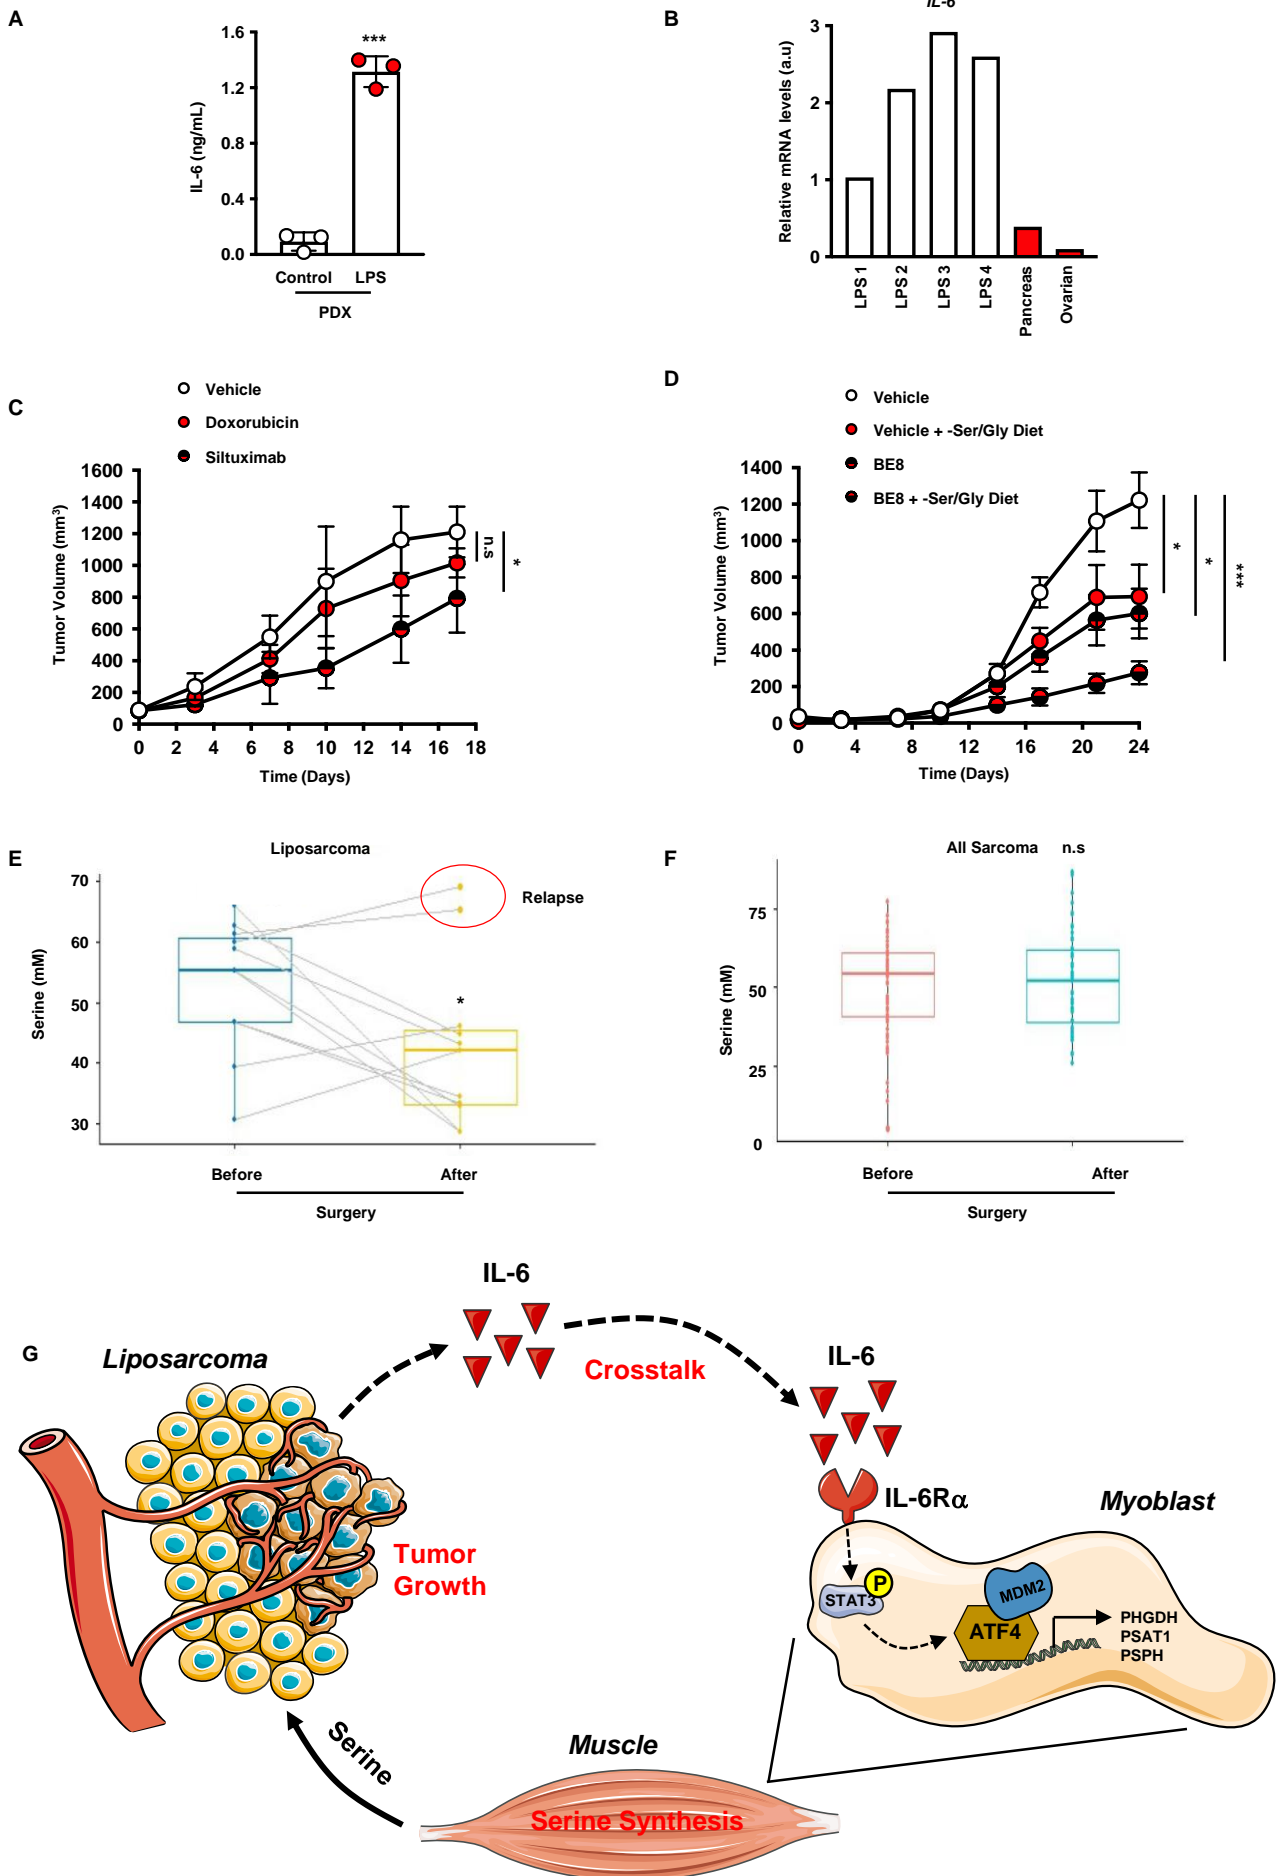 A
1.6
1.2
0.8
0.4
0.0
IL-6 (ng/mL)
***
Control LPS
PDX
B
IL-6
3
2
1
0
Relative mRNA levels (a.u)
LPS 1
LPS 2
LPS 3
LPS 4
Pancreas
Ovarian
C
Vehicle
Doxorubicin
Siltuximab
1600
1400
1200
1000
800
600
400
200
0
Tumor Volume (mm³)
n.s
*
0 2 4 6 8 10 12 14 16 18
Time (Days)
D
Vehicle
Vehicle + -Ser/Gly Diet
BE8
BE8 + -Ser/Gly Diet
1400
1200
1000
800
600
400
200
0
Tumor Volume (mm³)
*
*
***
0 4 8 12 16 20 24
Time (Days)
E
Liposarcoma
70
60
50
40
30
Serine (mM)
Relapse
*
Before After
Surgery
F
All Sarcoma n.s
75
50
25
0
Serine (mM)
Before After
Surgery
G
Liposarcoma
IL-6
Crosstalk
IL-6
IL-6Rα
Myoblast
Tumor
Growth
P
STAT3
MDM2
ATF4
PHGDH
PSAT1
PSPH
Serine
Muscle
Serine Synthesis